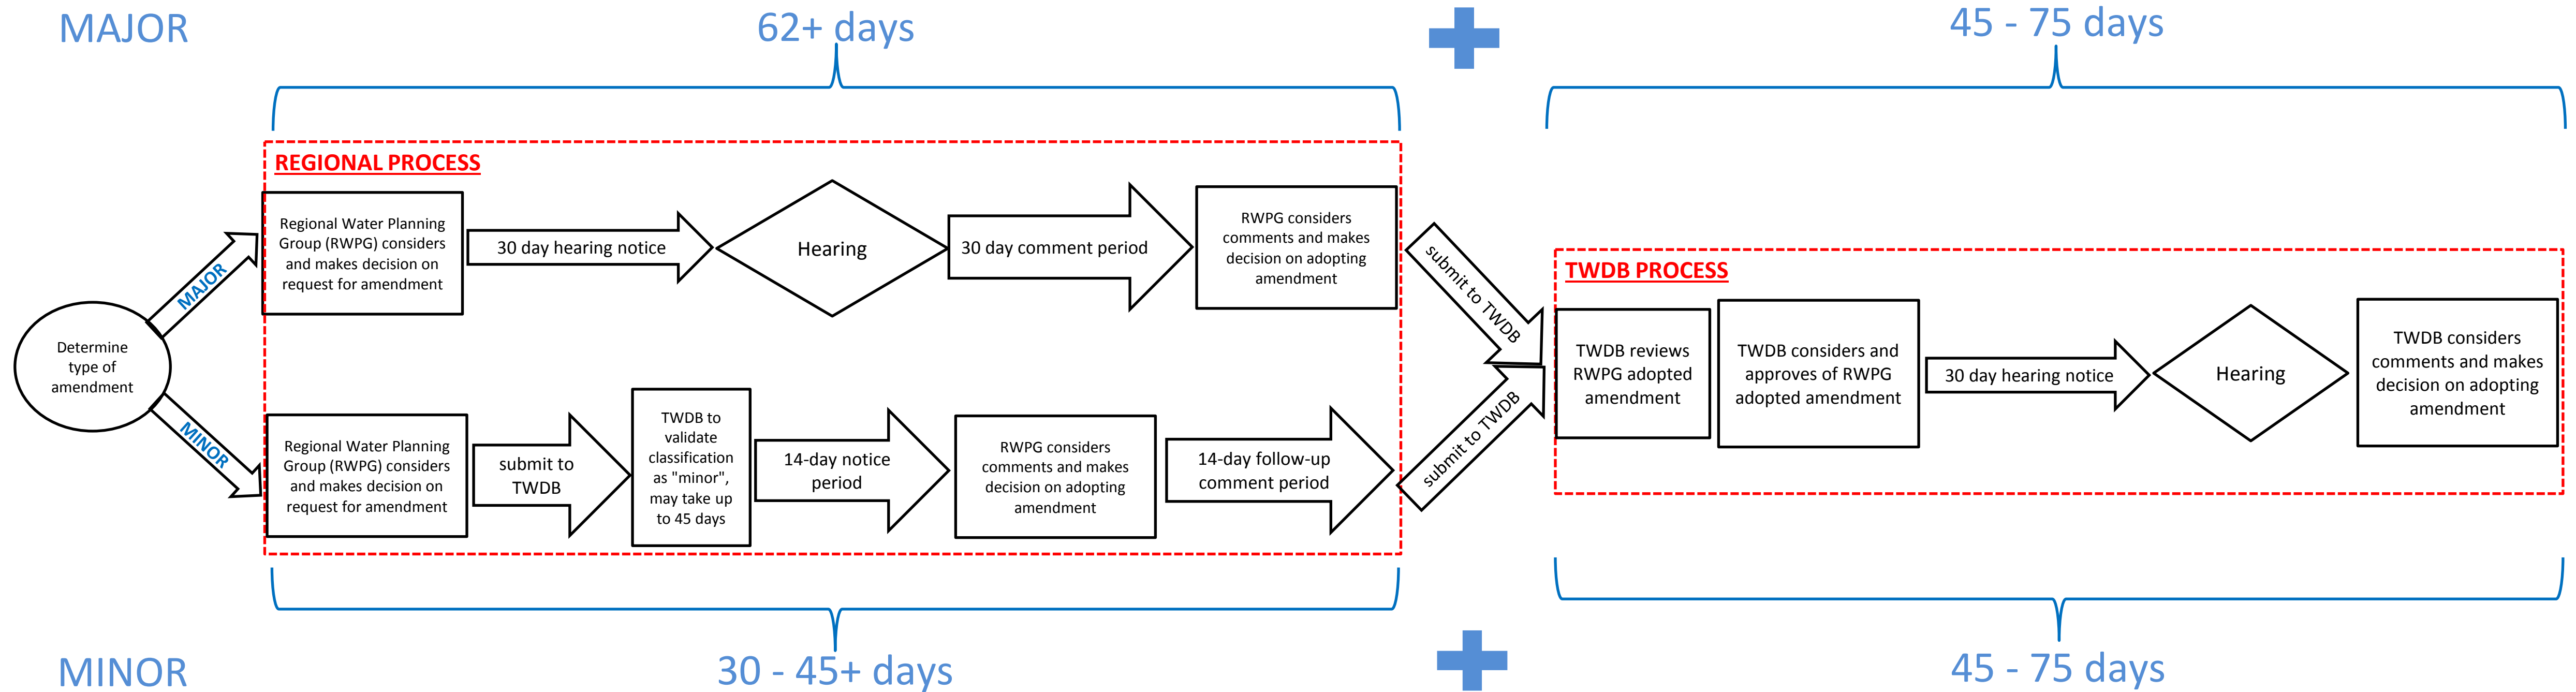 MAJOR
62+ days
45 - 75 days
REGIONAL PROCESS
Regional Water Planning
Group (RWPG) considers
and makes decision on
request for amendment
30 day hearing notice
Hearing
30 day comment period
RWPG considers
comments and makes
decision on adopting
amendment
MAJOR
submit to TWDB
Determine
type of
amendment
MINOR
Regional Water Planning
Group (RWPG) considers
and makes decision on
request for amendment
submit to
TWDB
TWDB to
validate
classification
as "minor",
may take up
to 45 days
14-day notice
period
RWPG considers
comments and makes
decision on adopting
amendment
14-day follow-up
comment period
submit to TWDB
TWDB PROCESS
TWDB reviews
RWPG adopted
amendment
TWDB considers and
approves of RWPG
adopted amendment
30 day hearing notice
Hearing
TWDB considers
comments and makes
decision on adopting
amendment
MINOR
30 - 45+ days
45 - 75 days